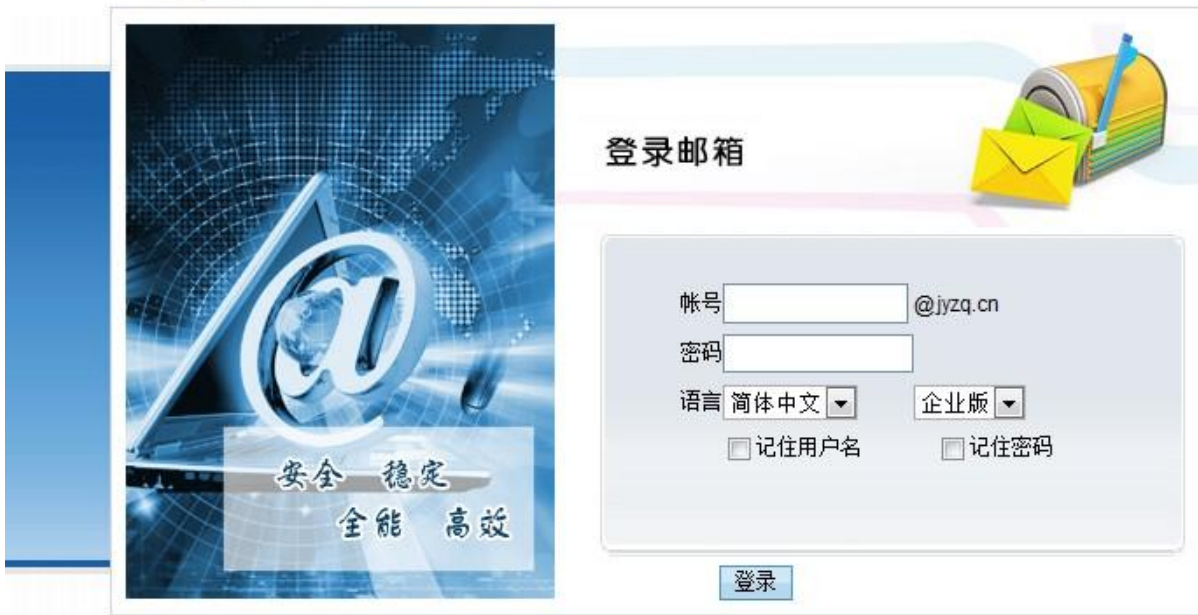 登录邮箱
帐号 @jyzq.cn
密码
语言 简体中文 企业版
记住用户名 记住密码
安全 稳定
全能 高效
登录